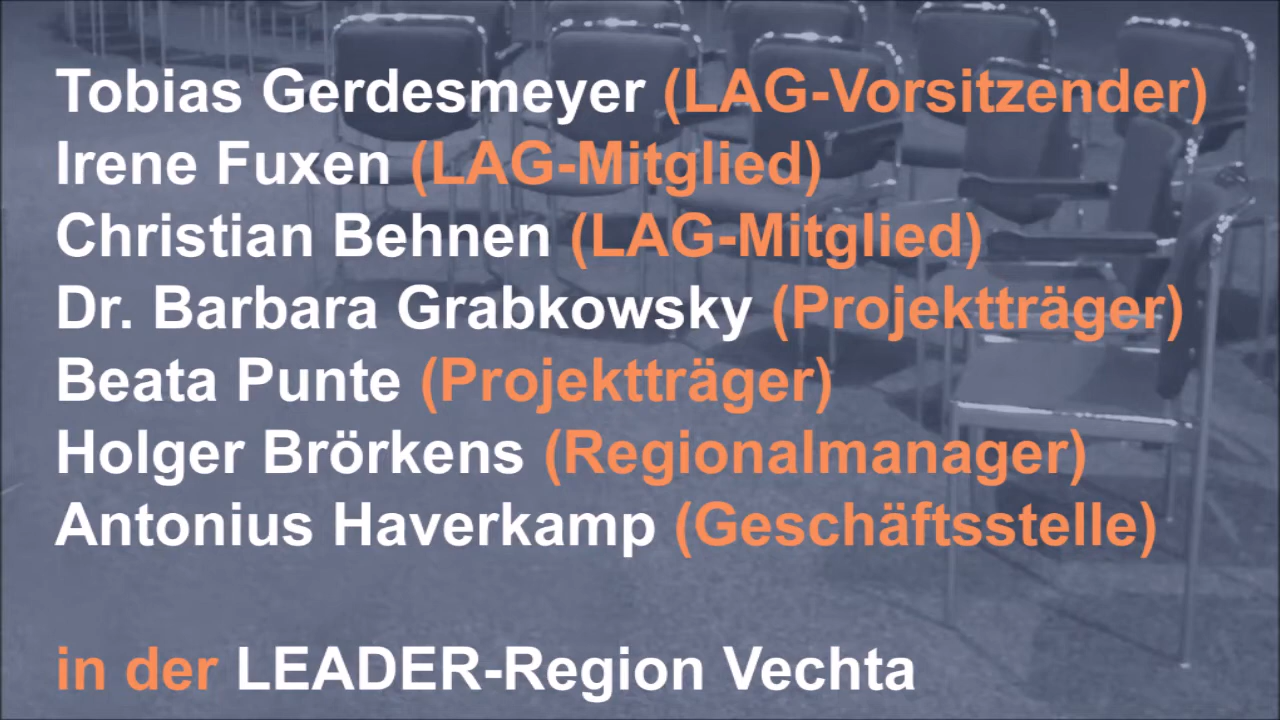 Tobias Gerdesmeyer (LAG-Vorsitzender)
Irene Fuxen (LAG-Mitglied)
Christian Behnen (LAG-Mitglied)
Dr. Barbara Grabkowsky (Projektträger)
Beata Punte (Projektträger)
Holger Brörkens (Regionalmanager)
Antonius Haverkamp (Geschäftsstelle)
in der LEADER-Region Vechta